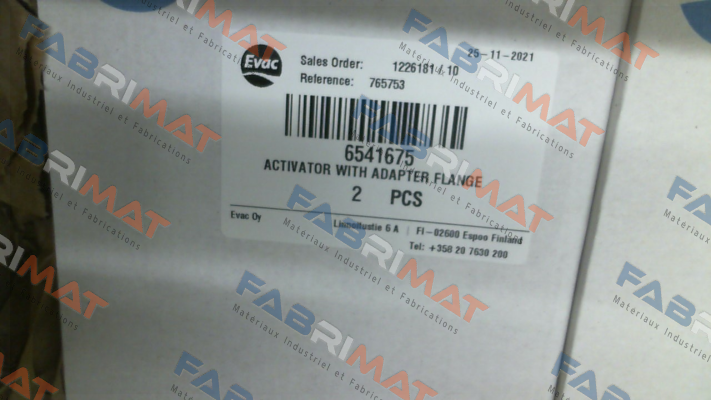 Evac
25-11-2021
Sales Order: 1226181 / 10
Reference: 765753
6541675
ACTIVATOR WITH ADAPTER FLANGE
2 PCS
Evac Oy
6 A | FI-02600 Espoo Finland
Tel: +358 20 7630 200
FABRIMAT
Matériaux Industriel et Fabrications